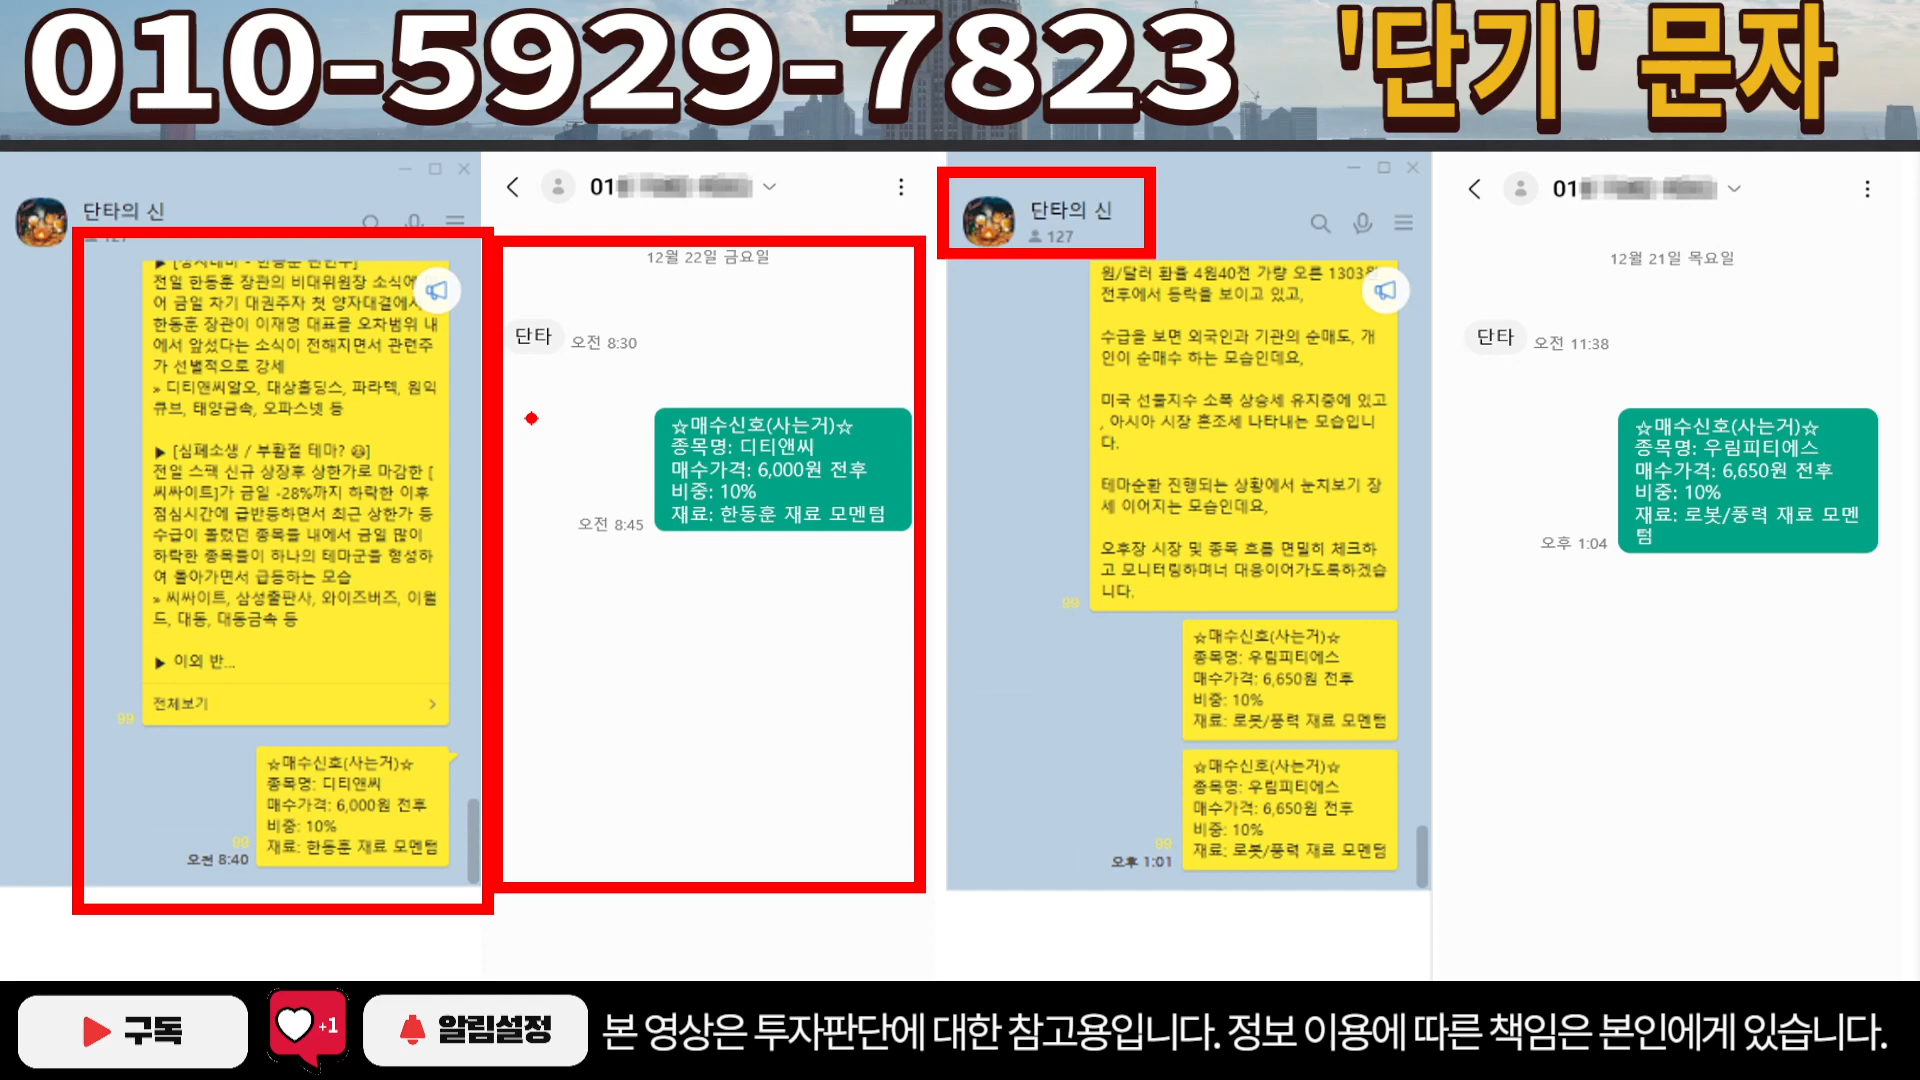 010-5929-7823 '단기' 문자
단타의 신
전일 한동훈 장관의 비대위원장 소식에
어 금일 차기 대권주자 첫 양자대결에서
한동훈 장관이 이재명 대표를 오차범위 내
에서 앞섰다는 소식이 전해지면서 관련주
가 선별적으로 강세
» 디티앤씨알오, 대상홀딩스, 파라텍, 원익
큐브, 태양금속, 오파스넷 등
▶ [심폐소생 / 부활절 테마? 😂]
전일 스팩 신규 상장후 상한가로 마감한 [
씨싸이트]가 금일 -28%까지 하락한 이후
점심시간에 급반등하면서 최근 상한가 등
수급이 몰렸던 종목들 내에서 금일 많이
하락한 종목들이 하나의 테마군을 형성하
여 돌아가면서 급등하는 모습
» 씨싸이트, 삼성출판사, 와이즈버즈, 이월
드, 대동, 대동금속 등
▶ 이외 반...
전체보기
99
☆매수신호(사는거)☆
종목명: 디티앤씨
매수가격: 6,000원 전후
비중: 10%
재료: 한동훈 재료 모멘텀
99
오전 8:40
01
12월 22일 금요일
단타
오전 8:30
☆매수신호(사는거)☆
종목명: 디티앤씨
매수가격: 6,000원 전후
비중: 10%
재료: 한동훈 재료 모멘텀
오전 8:45
단타의 신
127
원/달러 환율 4원40전 가량 오른 1303원
전후에서 등락을 보이고 있고,
수급을 보면 외국인과 기관의 순매도, 개
인이 순매수 하는 모습인데요,
미국 선물지수 소폭 상승세 유지중에 있고
, 아시아 시장 혼조세 나타내는 모습입니
다.
테마순환 진행되는 상황에서 눈치보기 장
세 이어지는 모습인데요,
오후장 시장 및 종목 흐름 면밀히 체크하
고 모니터링하며너 대응이어가도록하겠습
니다.
99
☆매수신호(사는거)☆
종목명: 우림피티에스
매수가격: 6,650원 전후
비중: 10%
재료: 로봇/풍력 재료 모멘텀
☆매수신호(사는거)☆
종목명: 우림피티에스
매수가격: 6,650원 전후
비중: 10%
재료: 로봇/풍력 재료 모멘텀
99
오후 1:01
01
12월 21일 목요일
단타
오전 11:38
☆매수신호(사는거)☆
종목명: 우림피티에스
매수가격: 6,650원 전후
비중: 10%
재료: 로봇/풍력 재료 모멘
텀
오후 1:04
구독
+1
알림설정
본 영상은 투자판단에 대한 참고용입니다. 정보 이용에 따른 책임은 본인에게 있습니다.